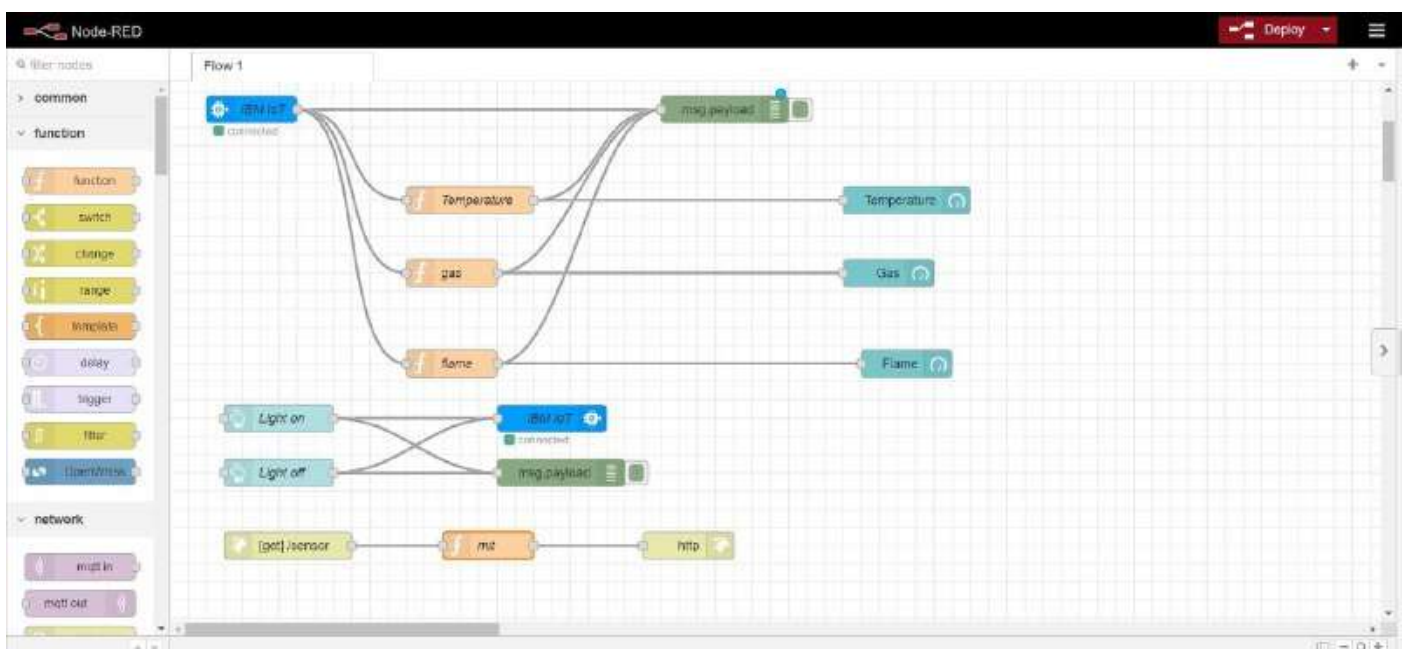 Node-RED
Deploy
filter nodes
Flow 1
common
function
function
switch
change
range
template
delay
trigger
filter
network
mqtt in
mqtt out
IBM IoT
connected
msg.payload
Temperature
Temperature
gas
Gas
flame
Flame
Light on
IBM IoT
connected
Light off
msg.payload
[get] /sensor
http